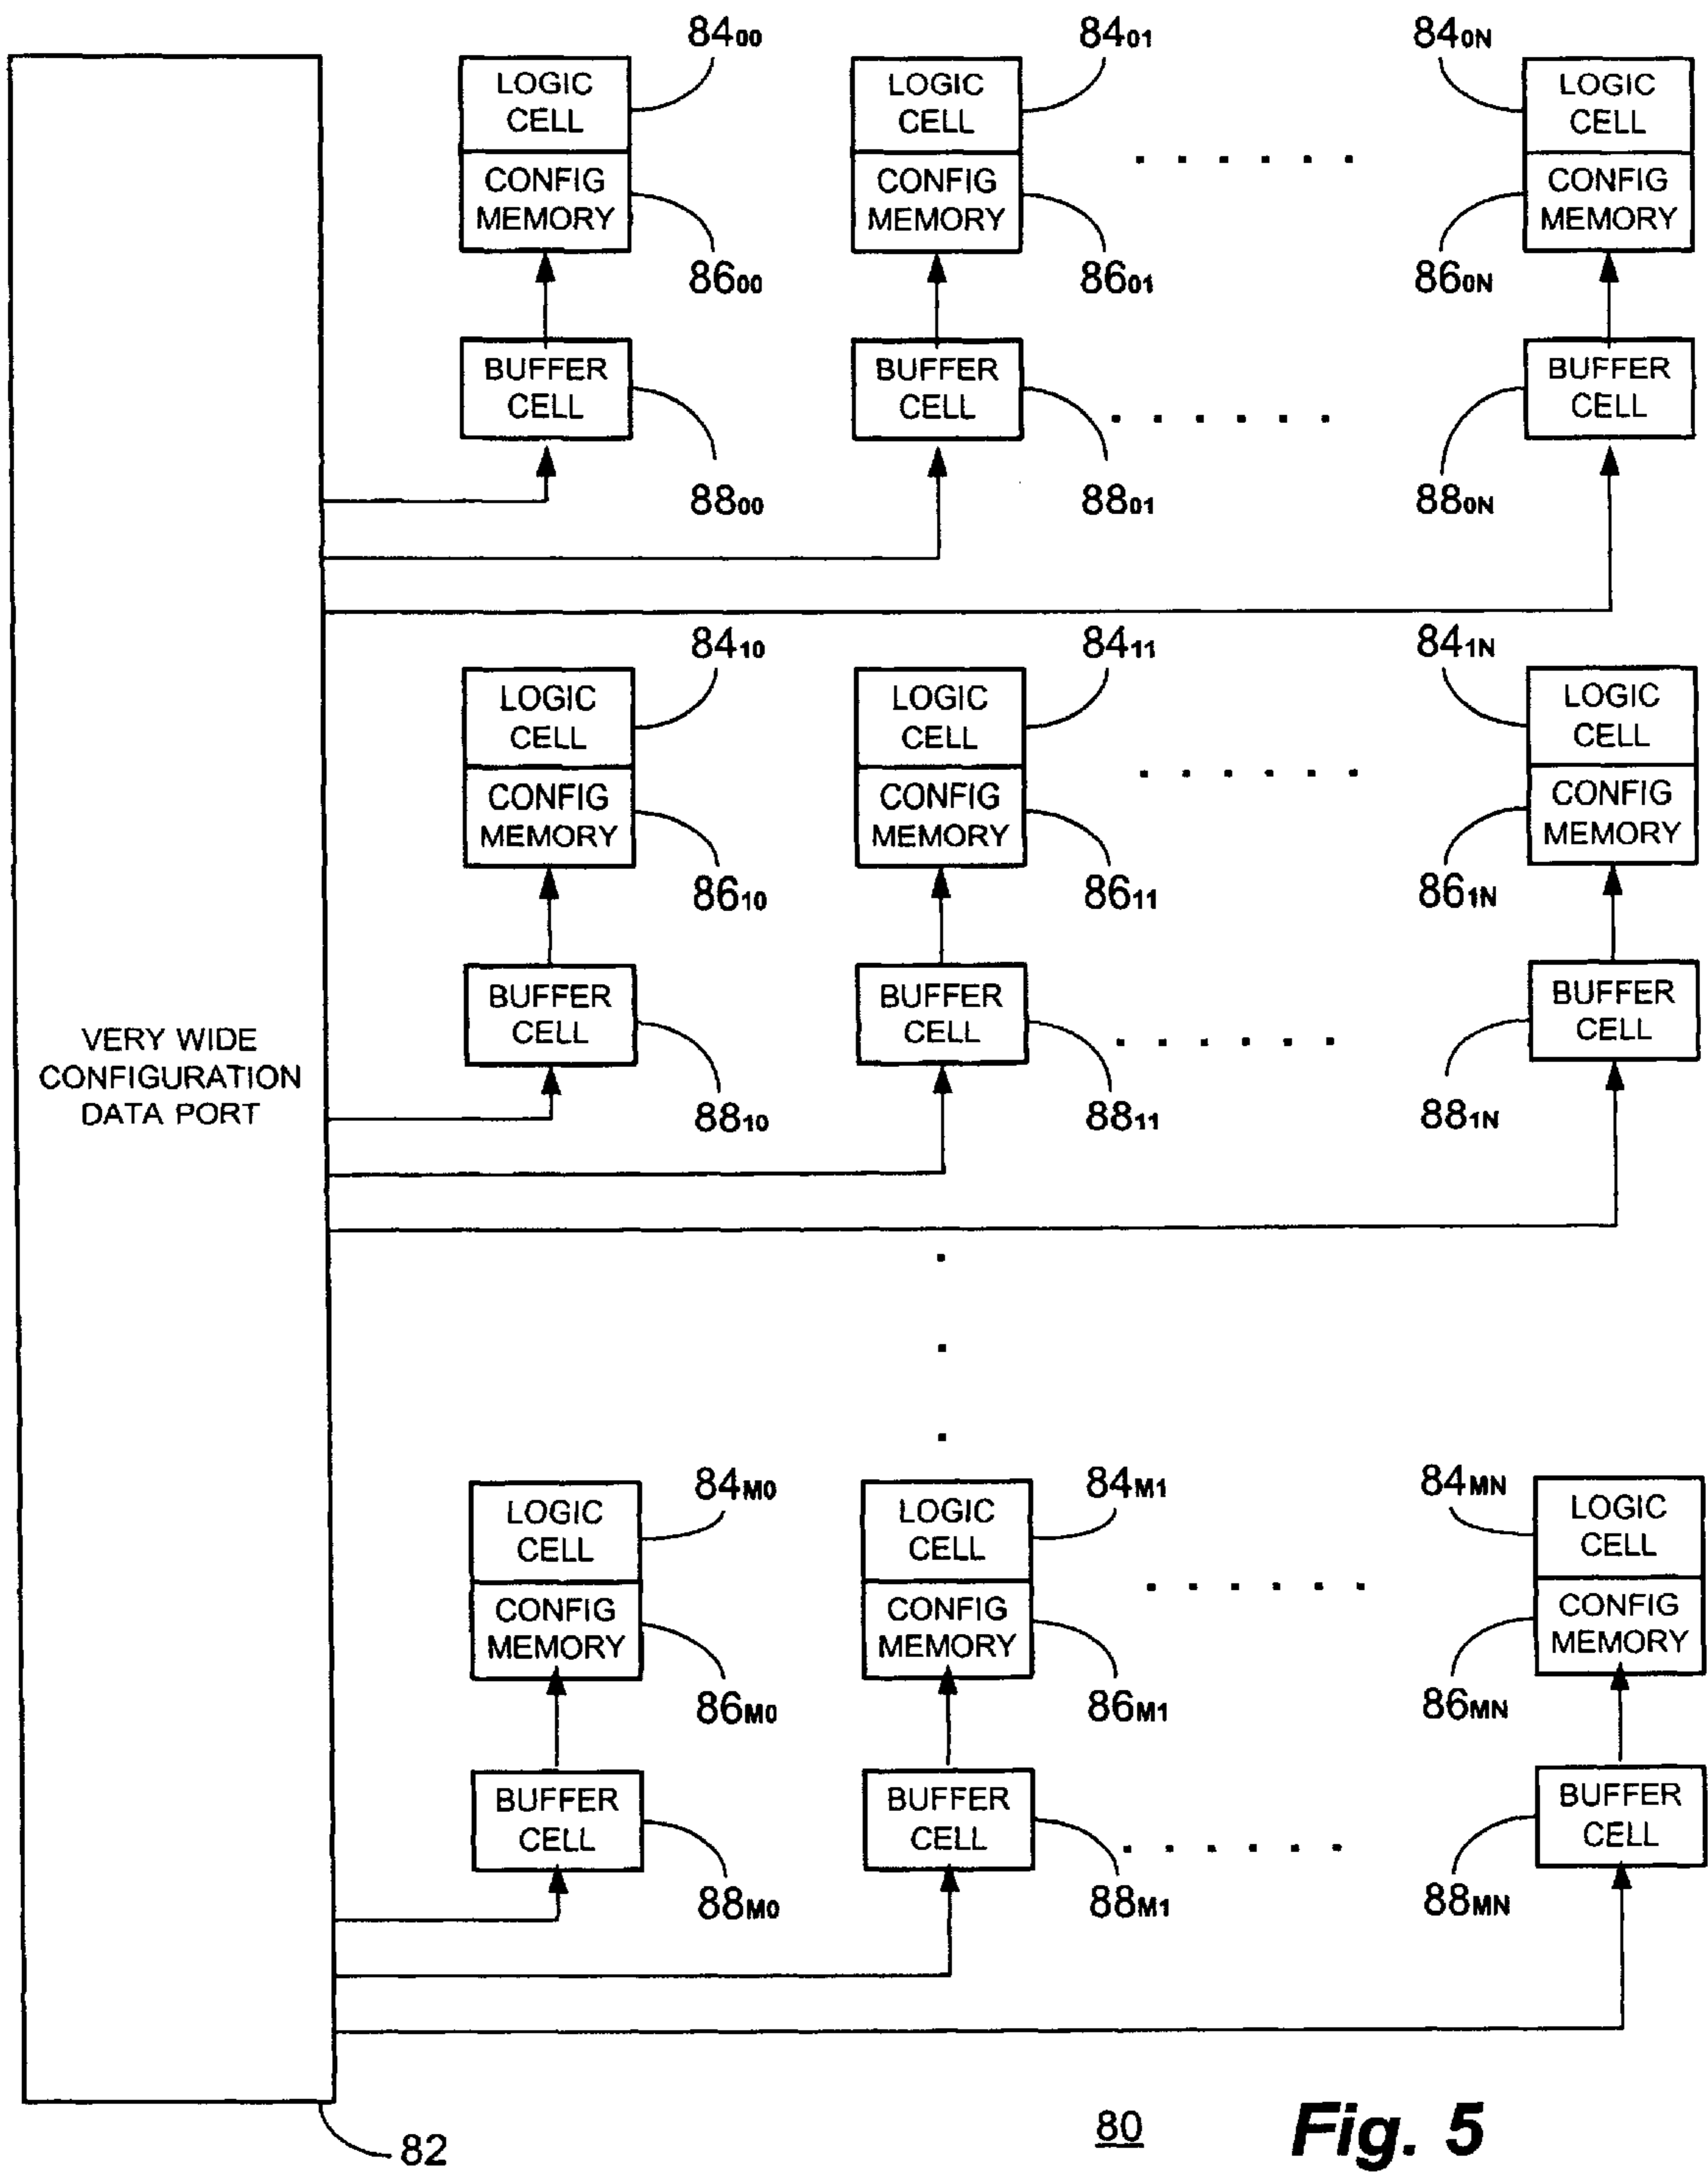 84₀₀ 84₀₁ 84₀N
LOGIC CELL LOGIC CELL LOGIC CELL
CONFIG MEMORY CONFIG MEMORY CONFIG MEMORY
86₀₀ 86₀₁ 86₀N
BUFFER CELL BUFFER CELL BUFFER CELL
88₀₀ 88₀₁ 88₀N
84₁₀ 84₁₁ 84₁N
LOGIC CELL LOGIC CELL LOGIC CELL
CONFIG MEMORY CONFIG MEMORY CONFIG MEMORY
86₁₀ 86₁₁ 86₁N
BUFFER CELL BUFFER CELL BUFFER CELL
VERY WIDE
CONFIGURATION
DATA PORT
88₁₀ 88₁₁ 88₁N
84M₀ 84M₁ 84MN
LOGIC CELL LOGIC CELL LOGIC CELL
CONFIG MEMORY CONFIG MEMORY CONFIG MEMORY
86M₀ 86M₁ 86MN
BUFFER CELL BUFFER CELL BUFFER CELL
88M₀ 88M₁ 88MN
82
80
Fig. 5